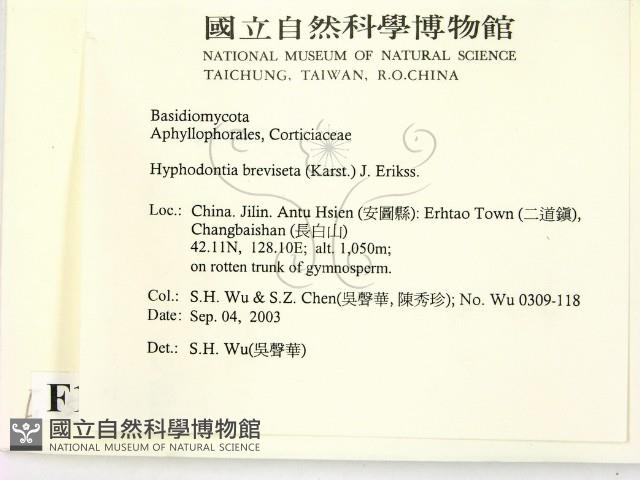 國立自然科學博物館
NATIONAL MUSEUM OF NATURAL SCIENCE
TAICHUNG, TAIWAN, R.O.CHINA
Basidiomycota
Aphyllophorales, Corticiaceae
Hyphodontia breviseta (Karst.) J. Erikss.
Loc.: China. Jilin. Antu Hsien (安圖縣): Erhtao Town (二道鎭),
Changbaishan (長白山)
42.11N, 128.10E; alt. 1,050m;
on rotten trunk of gymnosperm.
Col.: S.H. Wu & S.Z. Chen(吳聲華, 陳秀珍); No. Wu 0309-118
Date: Sep. 04, 2003
Det.: S.H. Wu(吳聲華)
國立自然科學博物館
NATIONAL MUSEUM OF NATURAL SCIENCE